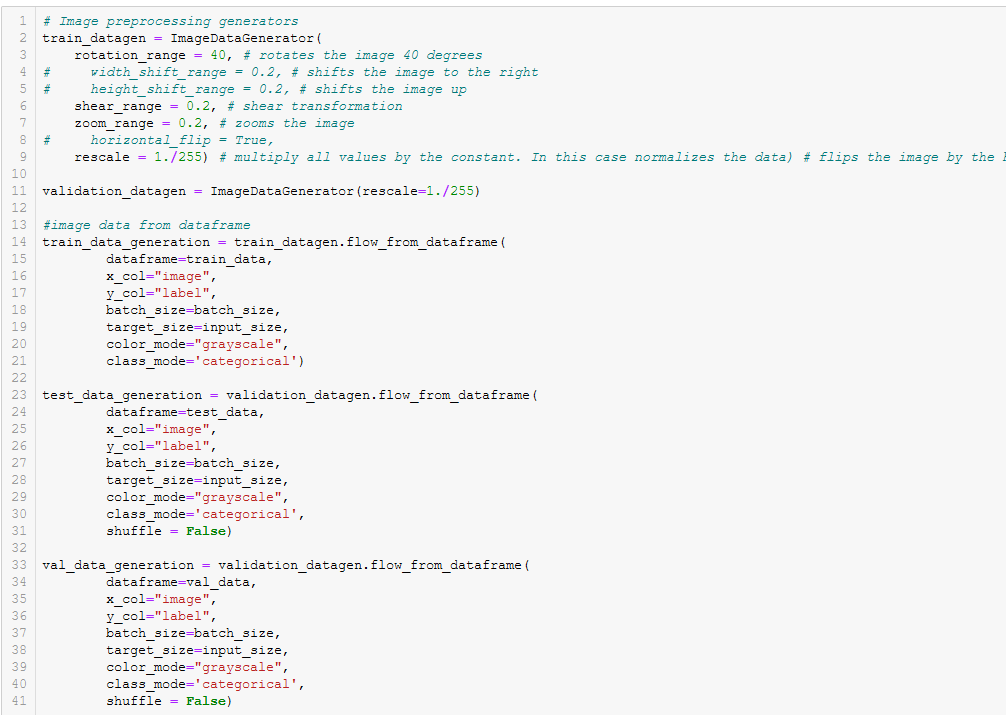 1 # Image preprocessing generators
2 train_datagen = ImageDataGenerator(
3     rotation_range = 40, # rotates the image 40 degrees
4 #     width_shift_range = 0.2, # shifts the image to the right
5 #     height_shift_range = 0.2, # shifts the image up
6     shear_range = 0.2, # shear transformation
7     zoom_range = 0.2, # zooms the image
8 #     horizontal_flip = True,
9     rescale = 1./255) # multiply all values by the constant. In this case normalizes the data) # flips the image by the
10
11 validation_datagen = ImageDataGenerator(rescale=1./255)
12
13 #image data from dataframe
14 train_data_generation = train_datagen.flow_from_dataframe(
15         dataframe=train_data,
16         x_col="image",
17         y_col="label",
18         batch_size=batch_size,
19         target_size=input_size,
20         color_mode="grayscale",
21         class_mode='categorical')
22
23 test_data_generation = validation_datagen.flow_from_dataframe(
24         dataframe=test_data,
25         x_col="image",
26         y_col="label",
27         batch_size=batch_size,
28         target_size=input_size,
29         color_mode="grayscale",
30         class_mode='categorical',
31         shuffle = False)
32
33 val_data_generation = validation_datagen.flow_from_dataframe(
34         dataframe=val_data,
35         x_col="image",
36         y_col="label",
37         batch_size=batch_size,
38         target_size=input_size,
39         color_mode="grayscale",
40         class_mode='categorical',
41         shuffle = False)